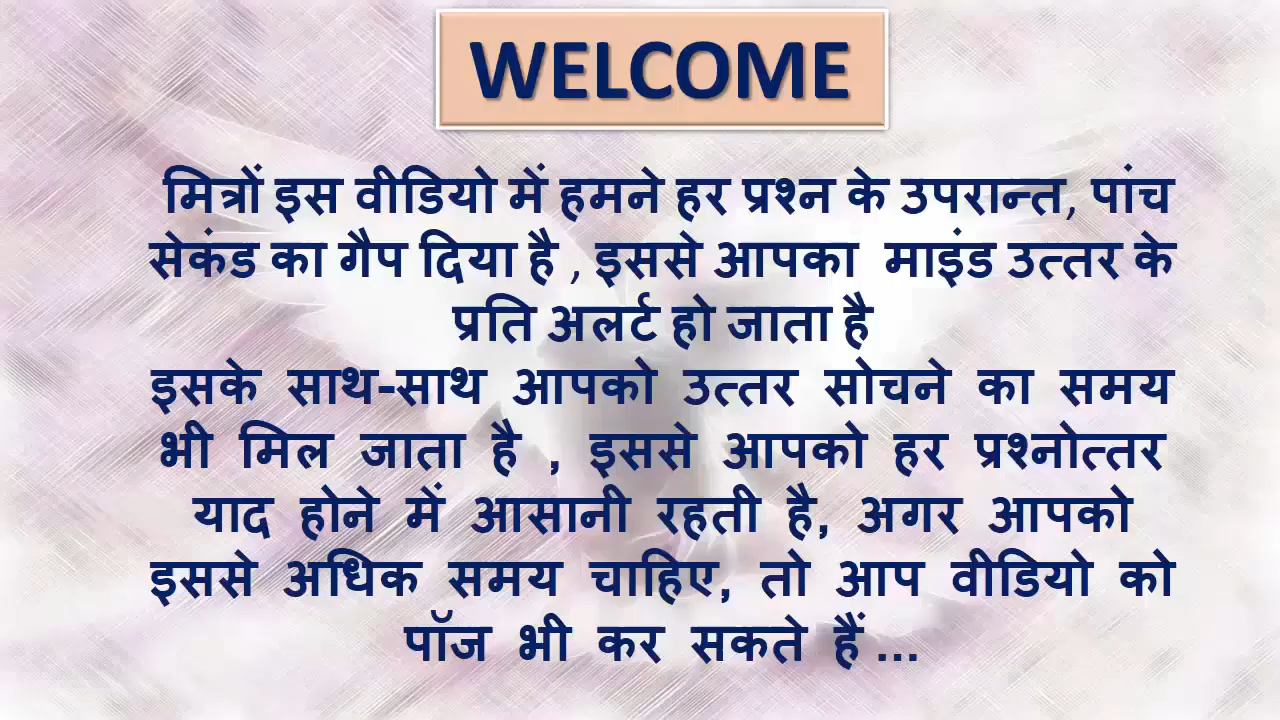 WELCOME
मित्रों इस वीडियो में हमने हर प्रश्न के उपरान्त, पांच
सेकंड का गैप दिया है , इससे आपका माइंड उत्तर के
प्रति अलर्ट हो जाता है
इसके साथ-साथ आपको उत्तर सोचने का समय
भी मिल जाता है , इससे आपको हर प्रश्नोत्तर
याद होने में आसानी रहती है, अगर आपको
इससे अधिक समय चाहिए, तो आप वीडियो को
पॉज भी कर सकते हैं ...